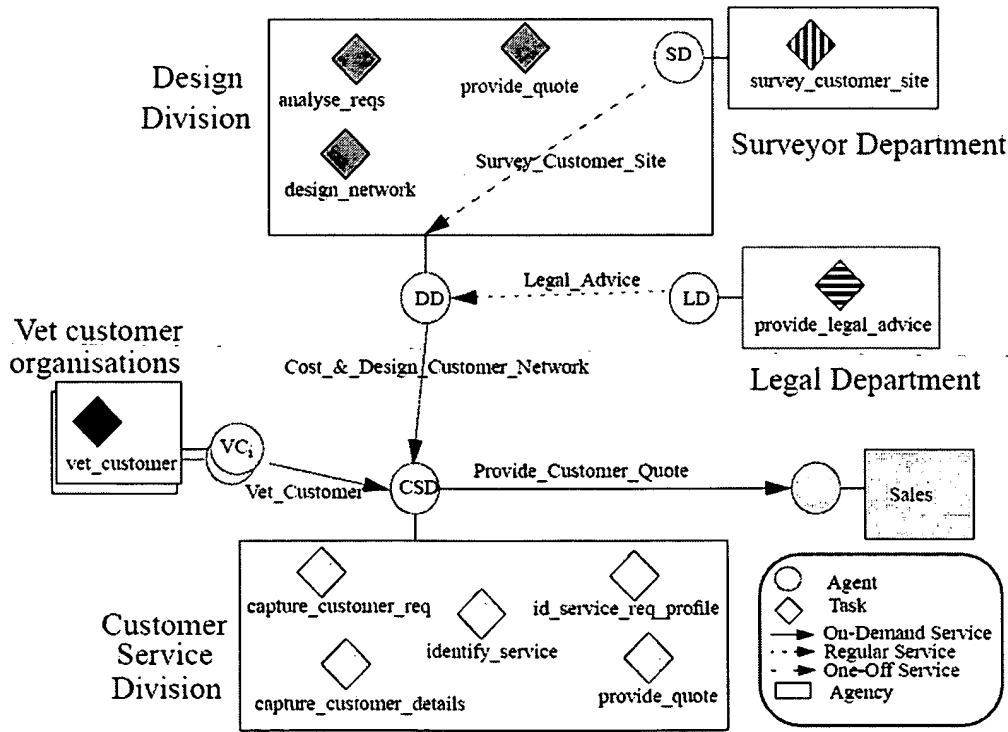 Design
Division
analyse_reqs
provide_quote
design_network
SD
survey_customer_site
Surveyor Department
Survey_Customer_Site
DD
Legal_Advice
LD
provide_legal_advice
Legal Department
Vet customer
organisations
vet_customer
VCi
Cost_&_Design_Customer_Network
Vet_Customer
CSD
Provide_Customer_Quote
Sales
Customer
Service
Division
capture_customer_req
identify_service
id_service_req_profile
capture_customer_details
provide_quote
Agent
Task
On-Demand Service
Regular Service
One-Off Service
Agency